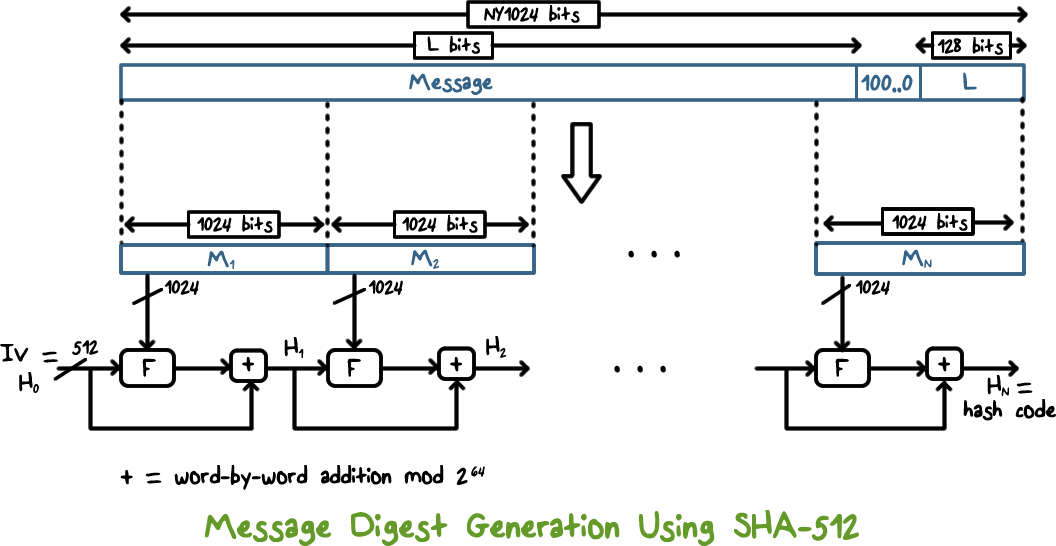 NY1024 bits
L bits
128 bits
Message
100..0
L
1024 bits
1024 bits
1024 bits
M1
M2
. . .
MN
1024
1024
1024
IV =
H0
512
F
+
H1
F
+
H2
. . .
F
+
HN =
hash code
+ = word-by-word addition mod 2^64
Message Digest Generation Using SHA-512